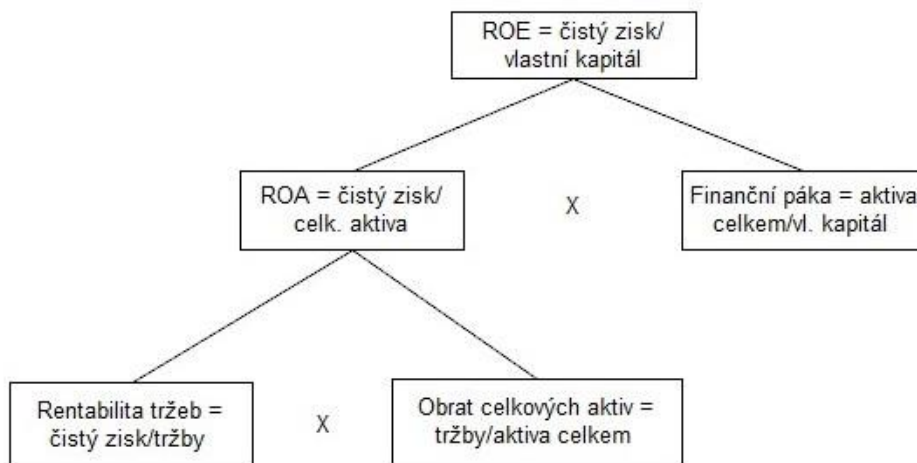 ROE = čistý zisk/
vlastní kapitál
ROA = čistý zisk/
celk. aktiva
X
Finanční páka = aktiva
celkem/vl. kapitál
Rentabilita tržeb =
čistý zisk/tržby
X
Obrat celkových aktiv =
tržby/aktiva celkem